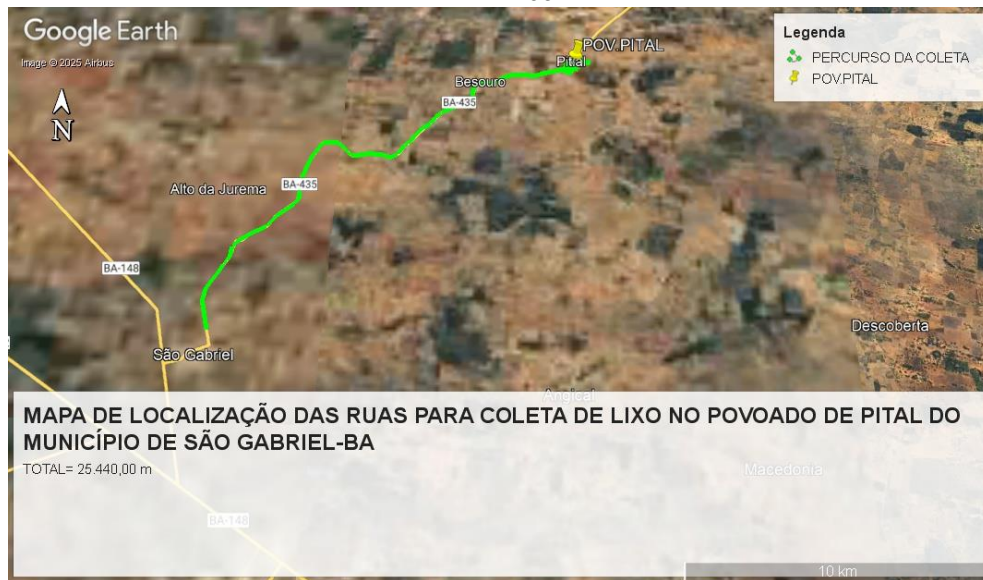 Google Earth
Image © 2025 Airbus
N
Legenda
PERCURSO DA COLETA
POV.PITAL
POV.PITAL
Pitial
Besouro
BA-435
Alto da Jurema
BA-435
BA-148
São Gabriel
Descoberta
Angical
MAPA DE LOCALIZAÇÃO DAS RUAS PARA COLETA DE LIXO NO POVOADO DE PITAL DO
MUNICÍPIO DE SÃO GABRIEL-BA
TOTAL= 25.440,00 m
Macedonia
BA-148
10 km